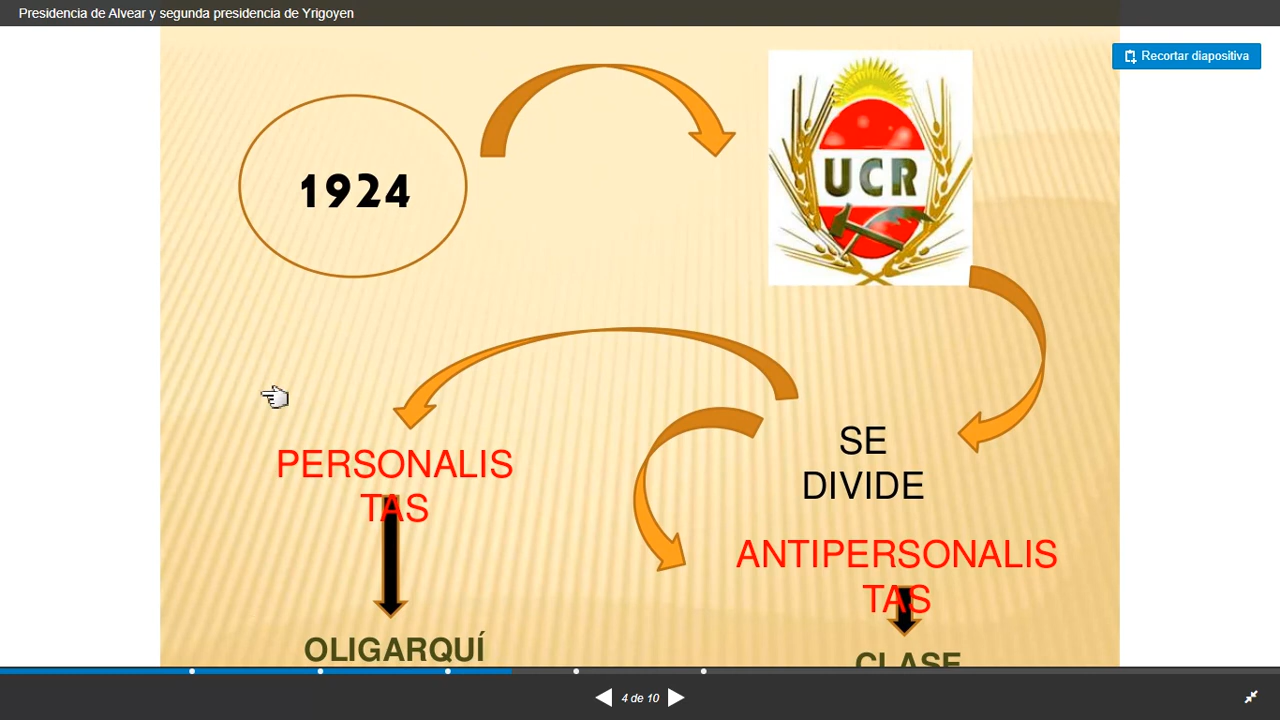 Presidencia de Alvear y segunda presidencia de Yrigoyen
Recortar diapositiva
1924
UCR
SE
DIVIDE
PERSONALIS
TAS
ANTIPERSONALIS
TAS
OLIGARQUÍ
CLASE
4 de 10